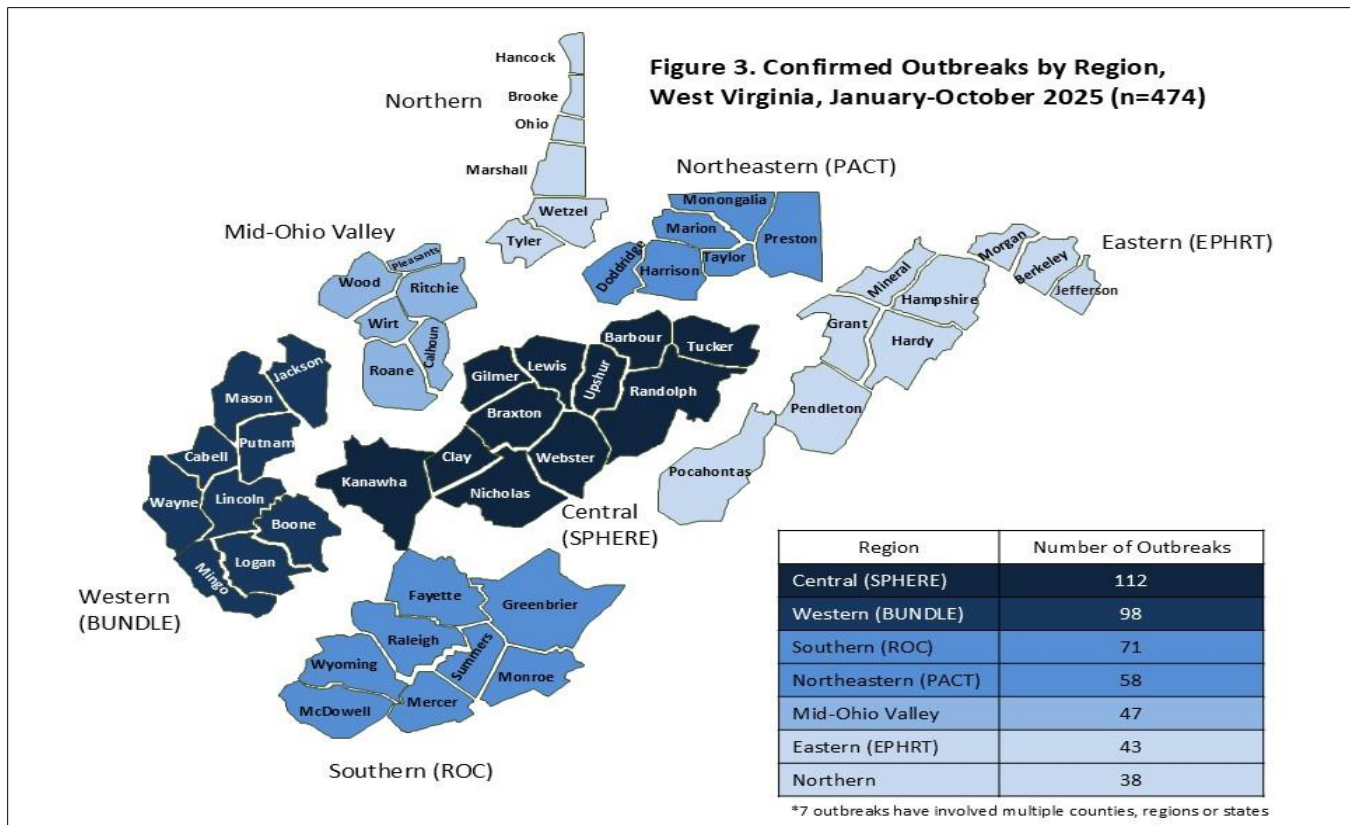 Figure 3. Confirmed Outbreaks by Region,
West Virginia, January-October 2025 (n=474)
Northern
Hancock
Brooke
Ohio
Marshall
Wetzel
Tyler
Northeastern (PACT)
Monongalia
Marion
Preston
Taylor
Harrison
Doddridge
Mid-Ohio Valley
Pleasants
Wood
Ritchie
Wirt
Calhoun
Roane
Eastern (EPHRT)
Morgan
Berkeley
Jefferson
Mineral
Hampshire
Grant
Hardy
Pendleton
Pocahontas
Barbour
Tucker
Lewis
Upshur
Gilmer
Randolph
Braxton
Clay
Webster
Kanawha
Nicholas
Central
(SPHERE)
Jackson
Mason
Putnam
Cabell
Lincoln
Wayne
Boone
Logan
Mingo
Western
(BUNDLE)
Fayette
Greenbrier
Raleigh
Summers
Wyoming
Monroe
Mercer
McDowell
Southern (ROC)
Region Number of Outbreaks
Central (SPHERE) 112
Western (BUNDLE) 98
Southern (ROC) 71
Northeastern (PACT) 58
Mid-Ohio Valley 47
Eastern (EPHRT) 43
Northern 38
*7 outbreaks have involved multiple counties, regions or states